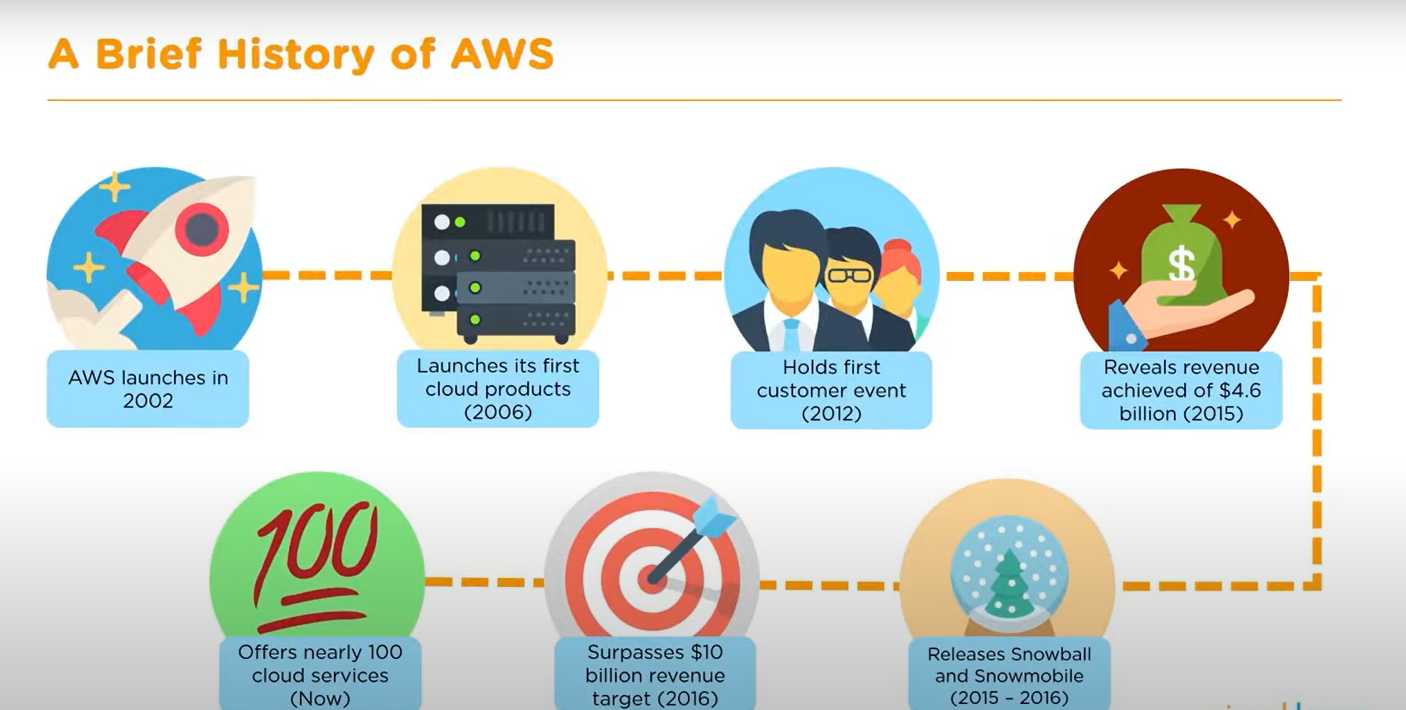 A Brief History of AWS
AWS launches in
2002
Launches its first
cloud products
(2006)
Holds first
customer event
(2012)
$
Reveals revenue
achieved of $4.6
billion (2015)
Releases Snowball
and Snowmobile
(2015 – 2016)
Surpasses $10
billion revenue
target (2016)
100
Offers nearly 100
cloud services
(Now)